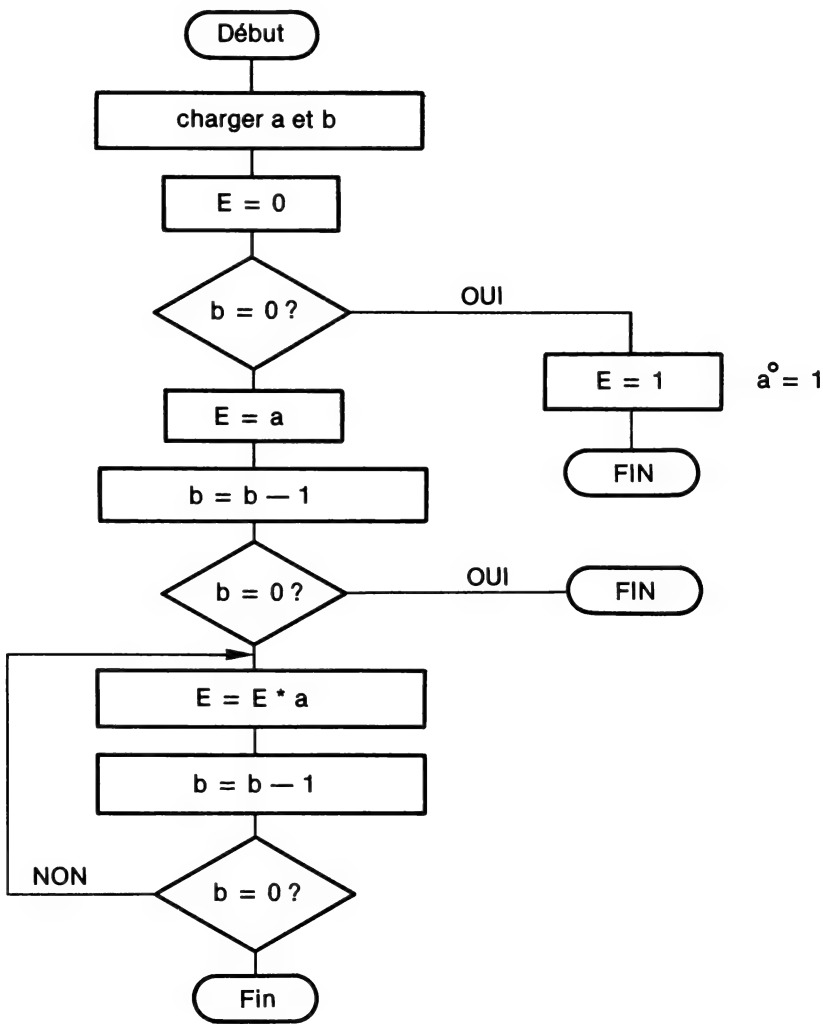 Début
charger a et b
E = 0
b = 0 ?
OUI
E = 1
a° = 1
FIN
E = a
b = b — 1
b = 0 ?
OUI
FIN
E = E * a
b = b — 1
NON
b = 0 ?
Fin